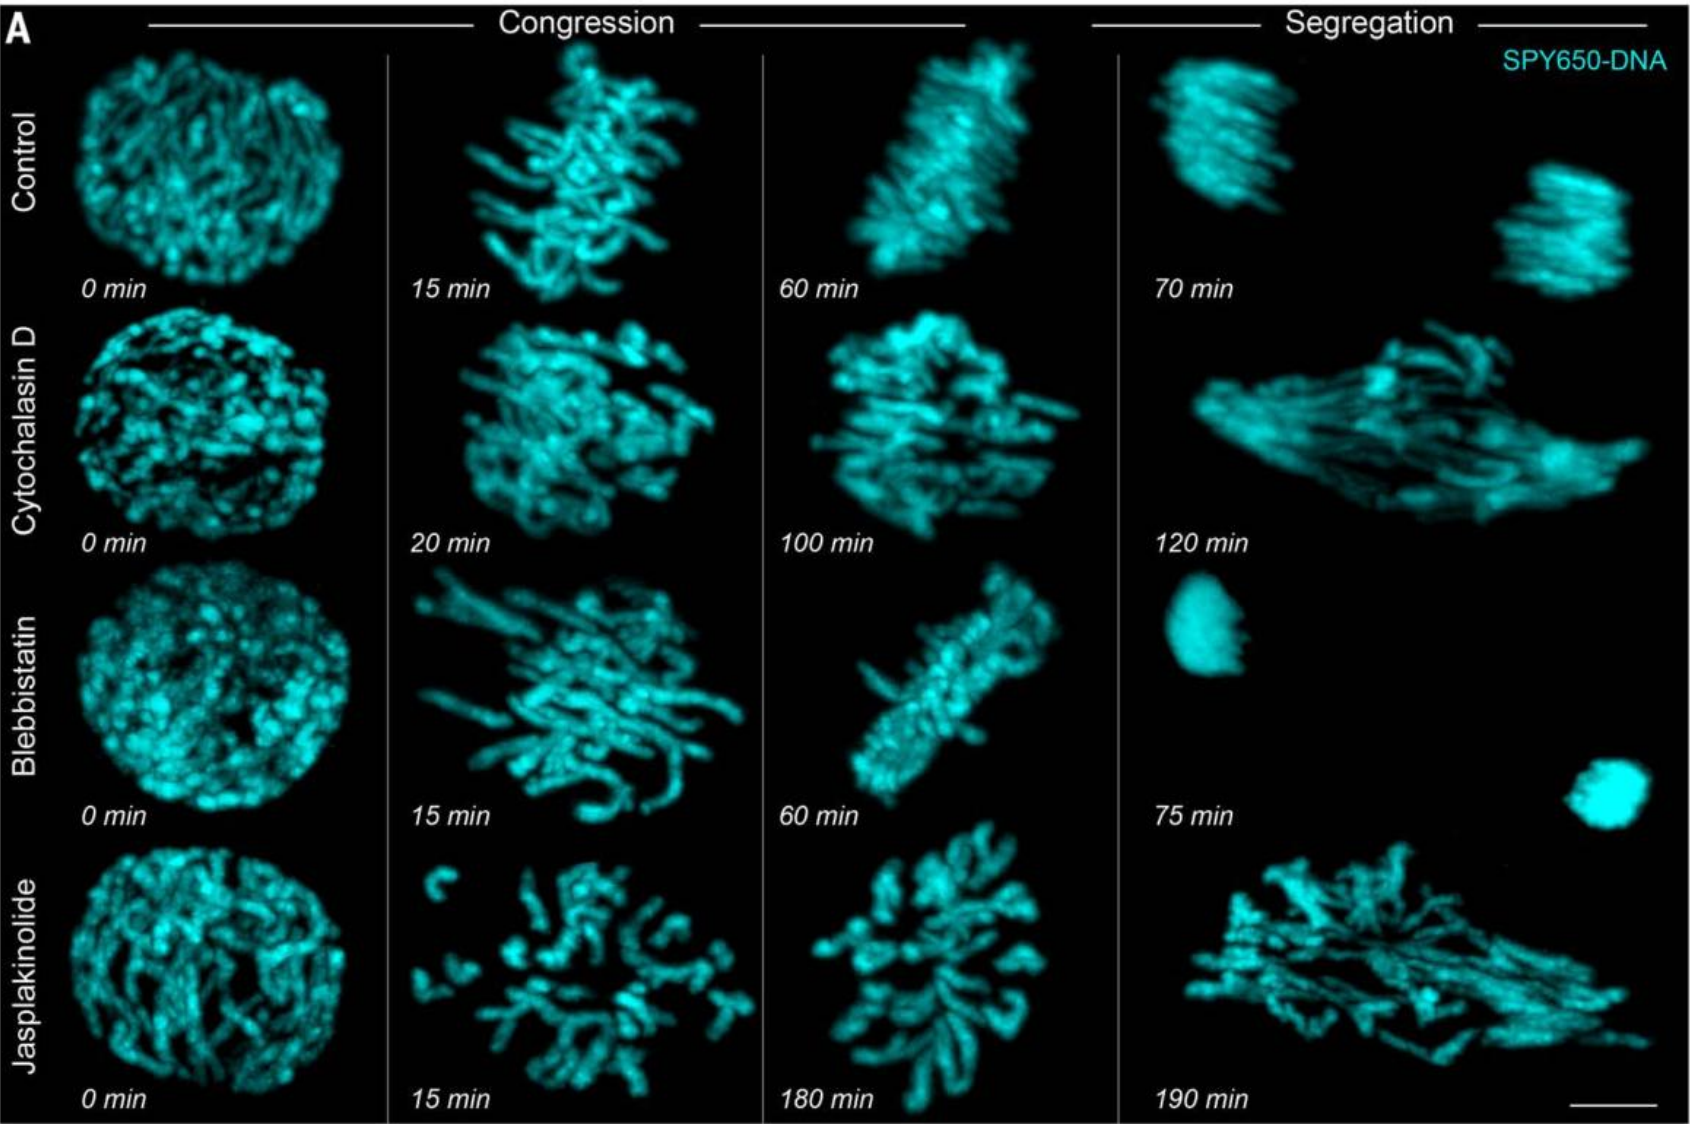 A
Congression
Segregation
SPY650-DNA
Control
0 min
15 min
60 min
70 min
Cytochalasin D
0 min
20 min
100 min
120 min
Blebbistatin
0 min
15 min
60 min
75 min
Jasplakinolide
0 min
15 min
180 min
190 min